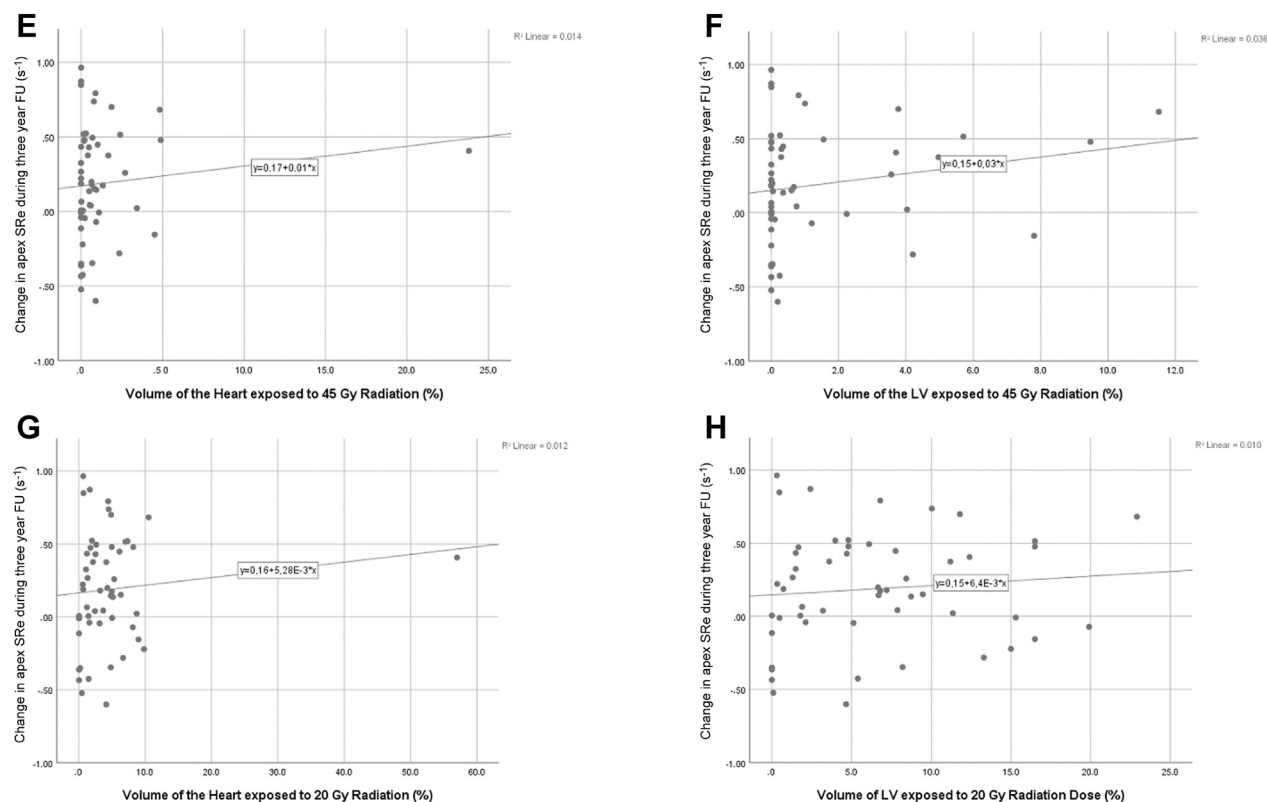 E
R² Linear = 0.014
Change in apex SRe during three year FU (s⁻¹)
1.00
.50
.00
-.50
-1.00
y=0,17+0,01*x
.0
5.0
10.0
15.0
20.0
25.0
Volume of the Heart exposed to 45 Gy Radiation (%)
F
R² Linear = 0.036
Change in apex SRe during three year FU (s⁻¹)
1.00
.50
.00
-.50
-1.00
y=0,15+0,03*x
.0
2.0
4.0
6.0
8.0
10.0
12.0
Volume of the LV exposed to 45 Gy Radiation (%)
G
R² Linear = 0.012
Change in apex SRe during three year FU (s⁻¹)
1.00
.50
.00
-.50
-1.00
y=0,16+5,28E-3*x
.0
10.0
20.0
30.0
40.0
50.0
60.0
Volume of the Heart exposed to 20 Gy Radiation (%)
H
R² Linear = 0.010
Change in apex SRe during three year FU (s⁻¹)
1.00
.50
.00
-.50
-1.00
y=0,15+6,4E-3*x
.0
5.0
10.0
15.0
20.0
25.0
Volume of LV exposed to 20 Gy Radiation Dose (%)